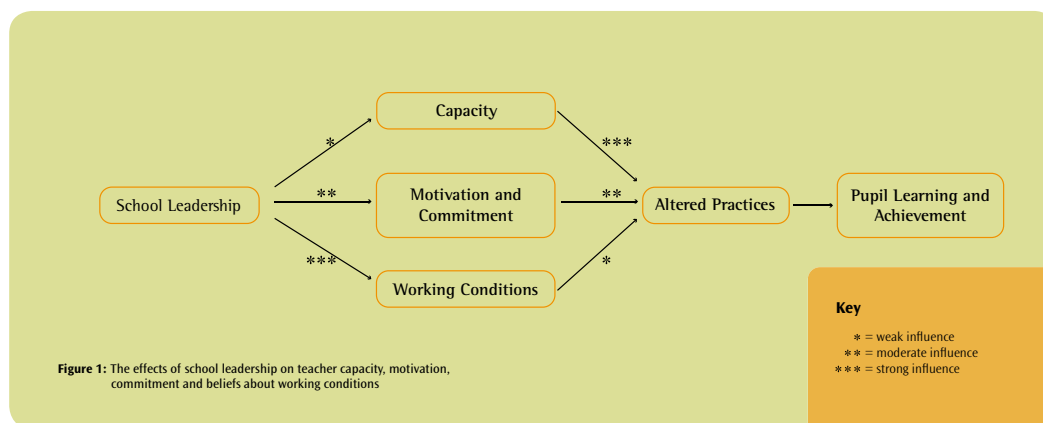 Capacity
*
***
School Leadership
**
Motivation and
Commitment
**
Altered Practices
Pupil Learning and
Achievement
***
Working Conditions
*
Key
* = weak influence
** = moderate influence
*** = strong influence
Figure 1: The effects of school leadership on teacher capacity, motivation,
commitment and beliefs about working conditions